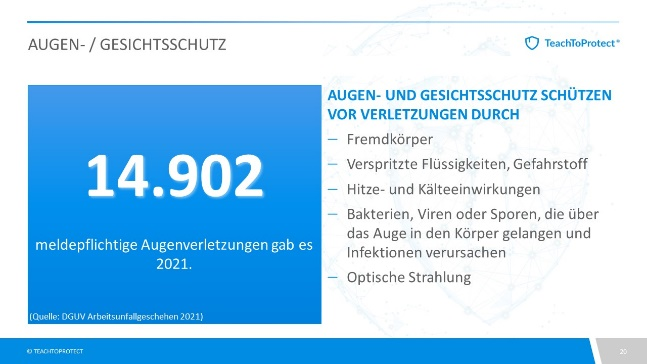 AUGEN- / GESICHTSSCHUTZ
TeachToProtect®
14.902
meldepflichtige Augenverletzungen gab es
2021.
(Quelle: DGUV Arbeitsunfallgeschehen 2021)
AUGEN- UND GESICHTSSCHUTZ SCHÜTZEN
VOR VERLETZUNGEN DURCH
– Fremdkörper
– Verspritzte Flüssigkeiten, Gefahrstoff
– Hitze- und Kälteeinwirkungen
– Bakterien, Viren oder Sporen, die über
das Auge in den Körper gelangen und
Infektionen verursachen
– Optische Strahlung
© TEACHTOPROTECT
20